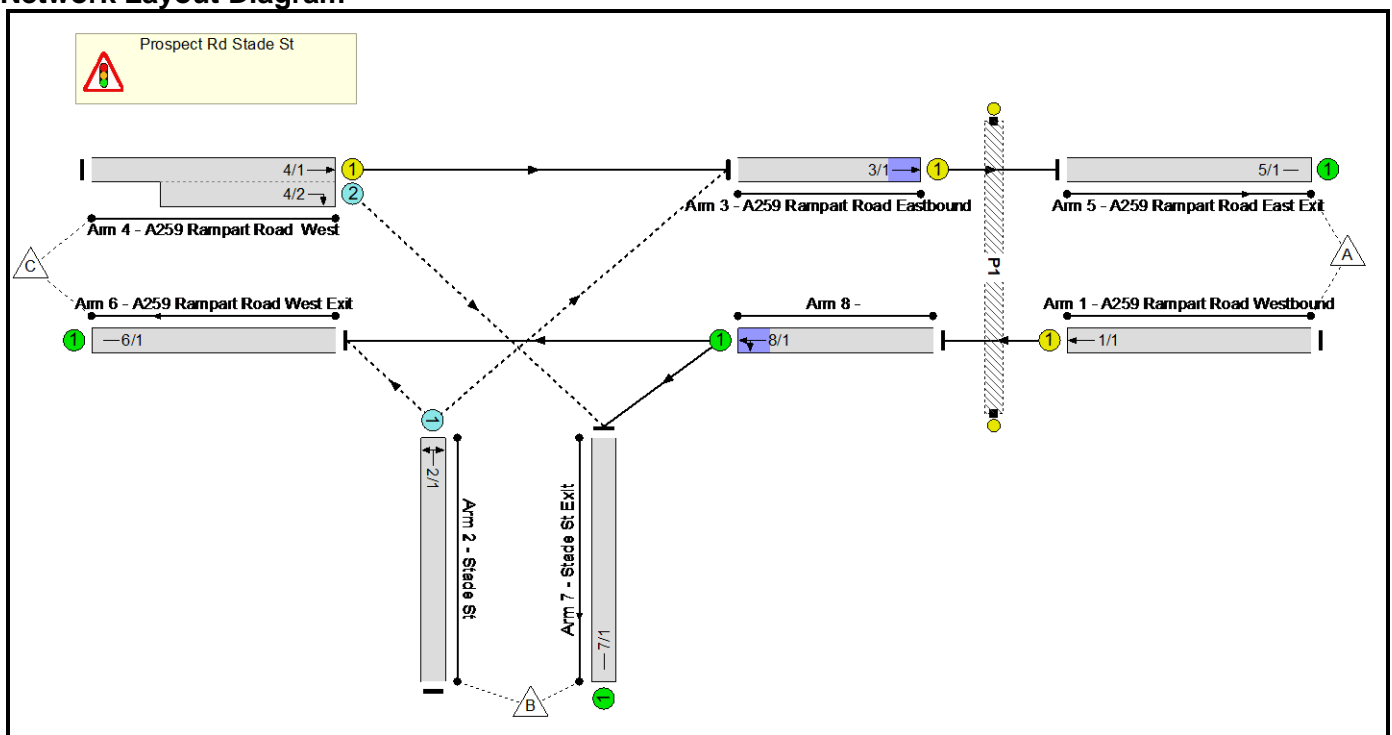 Network Layout Diagram
Prospect Rd Stade St
4/1
1
4/2
2
Arm 4 - A259 Rampart Road West
C
3/1
1
Arm 3 - A259 Rampart Road Eastbound
P1
5/1
1
Arm 5 - A259 Rampart Road East Exit
A
Arm 6 - A259 Rampart Road West Exit
1
6/1
Arm 8 -
1
8/1
Arm 1 - A259 Rampart Road Westbound
1
1/1
1
2/1
Arm 2 - Stade St
Arm 7 - Stade St Exit
7/1
1
B